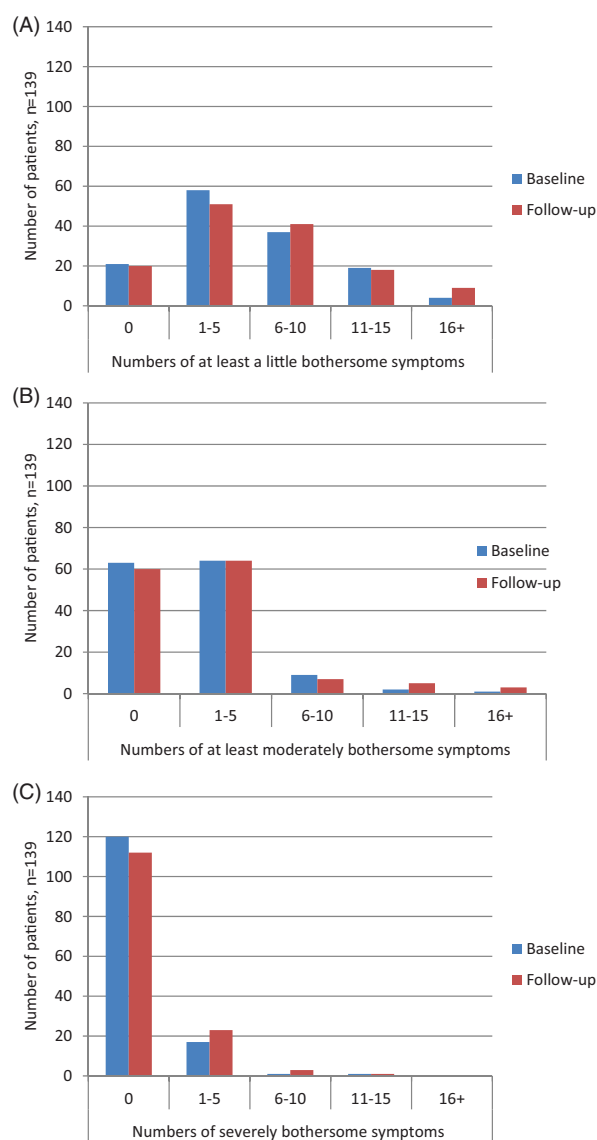 (A)
140
120
100
80
60
40
20
0
Number of patients, n=139
0 1-5 6-10 11-15 16+
Numbers of at least a little bothersome symptoms
Baseline
Follow-up
(B)
140
120
100
80
60
40
20
0
Number of patients, n=139
0 1-5 6-10 11-15 16+
Numbers of at least moderately bothersome symptoms
Baseline
Follow-up
(C)
140
120
100
80
60
40
20
0
Number of patients, n=139
0 1-5 6-10 11-15 16+
Numbers of severely bothersome symptoms
Baseline
Follow-up